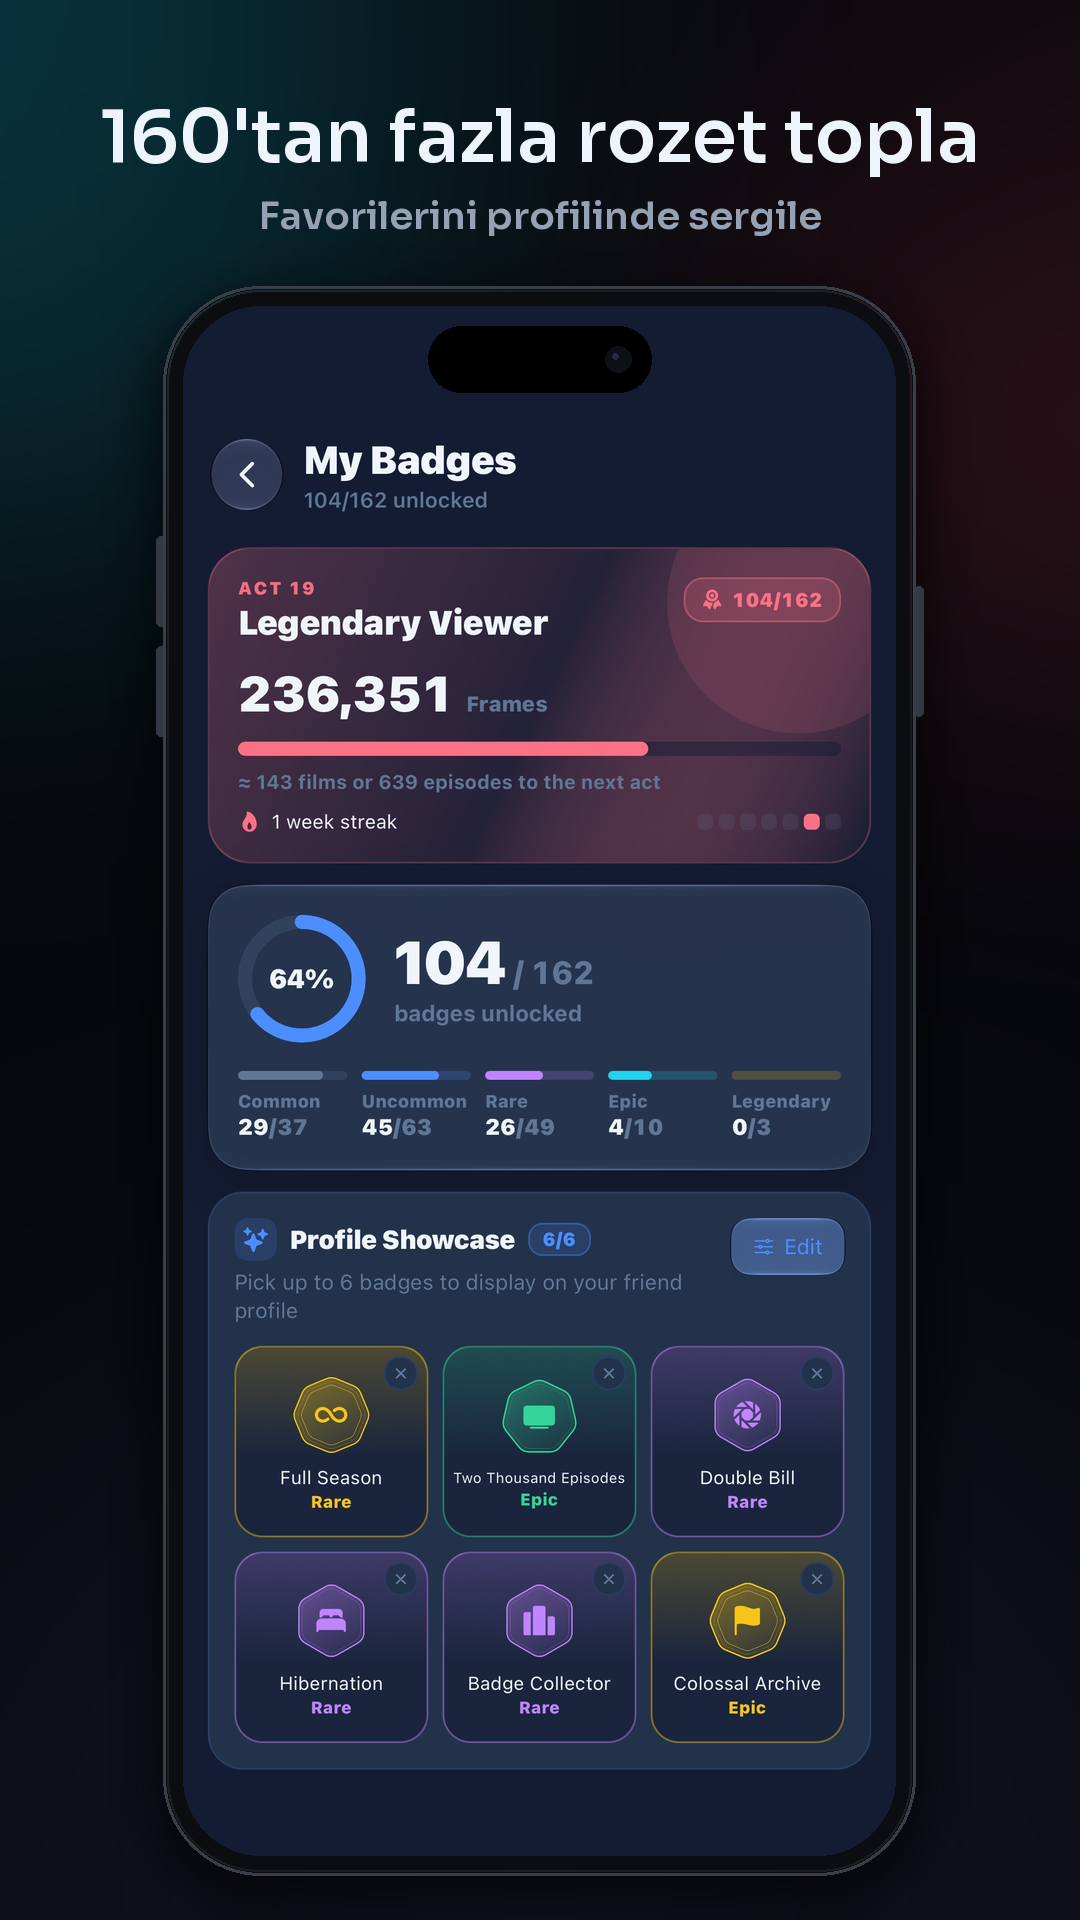 160'tan fazla rozet topla
Favorilerini profilinde sergile
My Badges
104/162 unlocked
ACT 19
104/162
Legendary Viewer
236,351 Frames
≈ 143 films or 639 episodes to the next act
1 week streak
64%
104 / 162
badges unlocked
Common Uncommon Rare Epic Legendary
29/37 45/63 26/49 4/10 0/3
Profile Showcase 6/6
Edit
Pick up to 6 badges to display on your friend
profile
Full Season Two Thousand Episodes Double Bill
Rare Epic Rare
Hibernation Badge Collector Colossal Archive
Rare Rare Epic